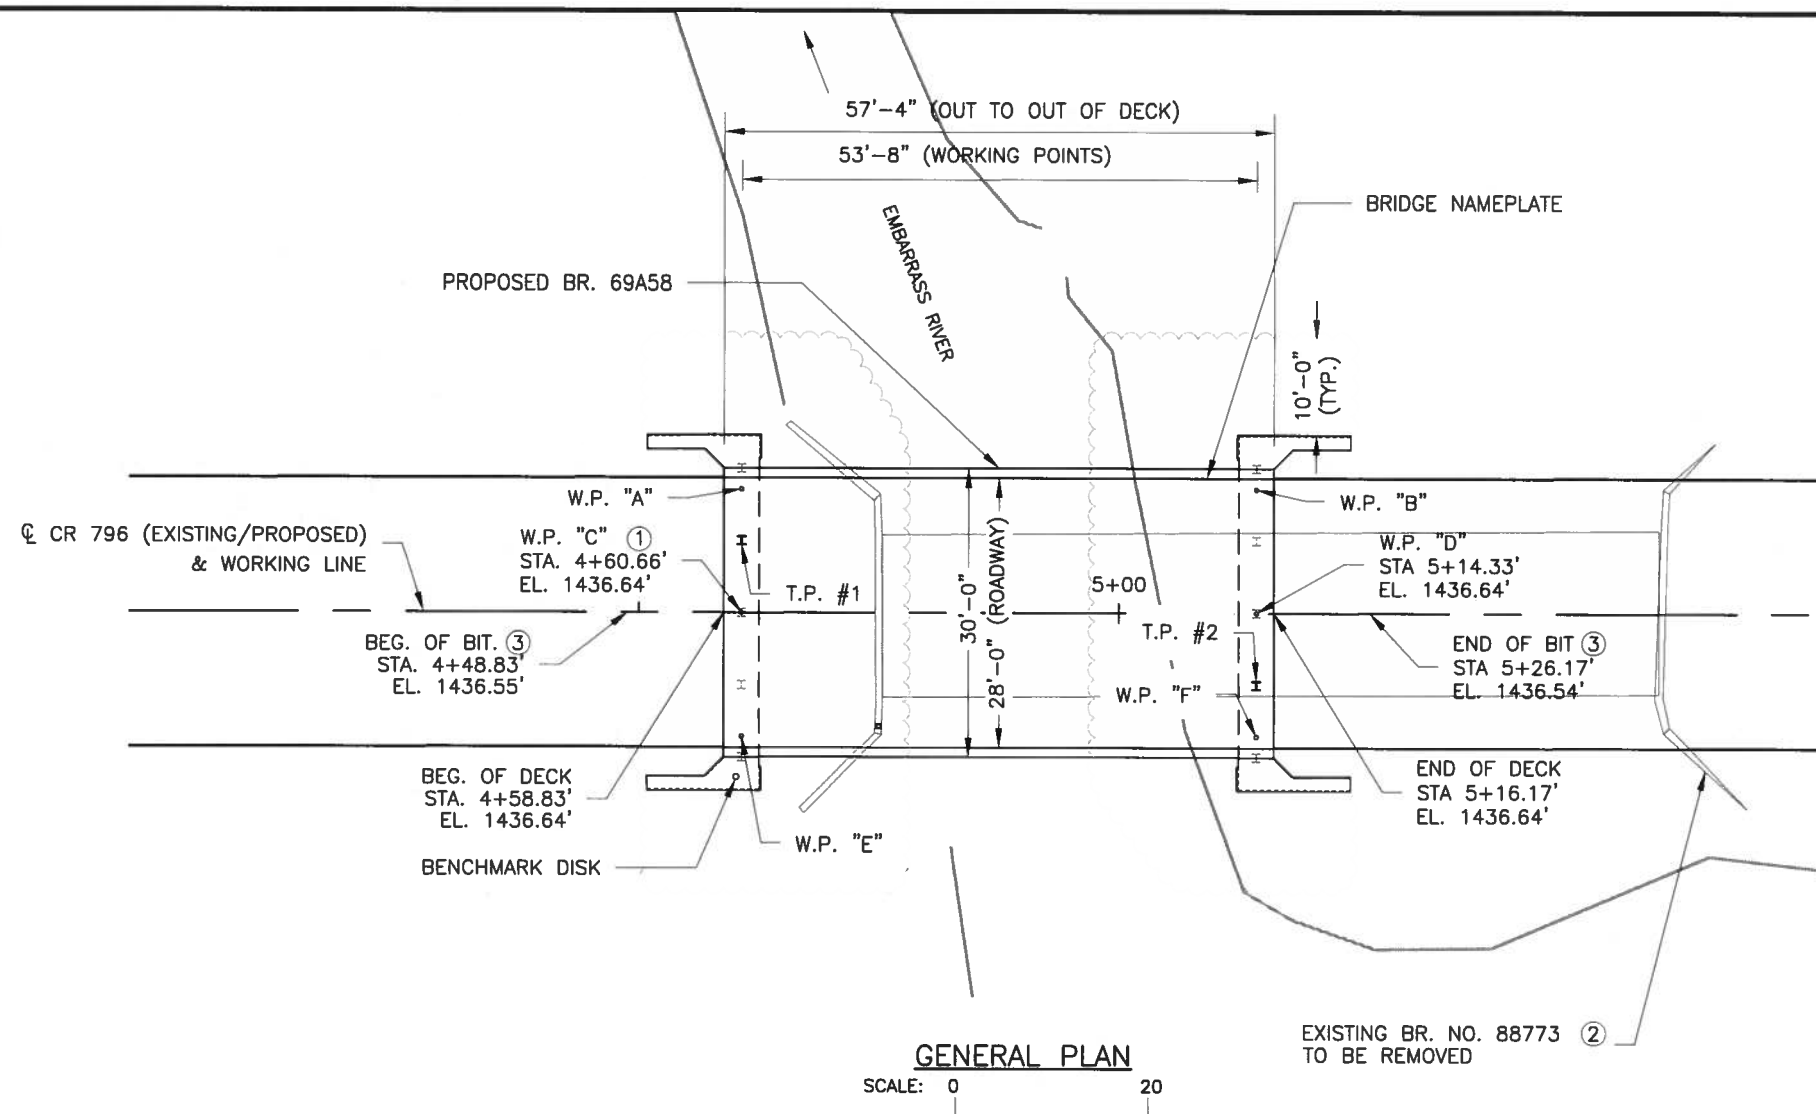 57'-4" (OUT TO OUT OF DECK)
53'-8" (WORKING POINTS)
BRIDGE NAMEPLATE
EMBARRASS RIVER
PROPOSED BR. 69A58
10'-0"
(TYP.)
W.P. "A"
W.P. "B"
℄ CR 796 (EXISTING/PROPOSED)
& WORKING LINE
W.P. "C" ①
STA. 4+60.66'
EL. 1436.64'
T.P. #1
30'-0"
28'-0" (ROADWAY)
5+00
W.P. "D"
STA 5+14.33'
EL. 1436.64'
T.P. #2
BEG. OF BIT. ③
STA. 4+48.83'
EL. 1436.55'
END OF BIT ③
STA 5+26.17'
EL. 1436.54'
W.P. "F"
BEG. OF DECK
STA. 4+58.83'
EL. 1436.64'
END OF DECK
STA 5+16.17'
EL. 1436.64'
W.P. "E"
BENCHMARK DISK
EXISTING BR. NO. 88773 ②
TO BE REMOVED
GENERAL PLAN
SCALE: 0 20